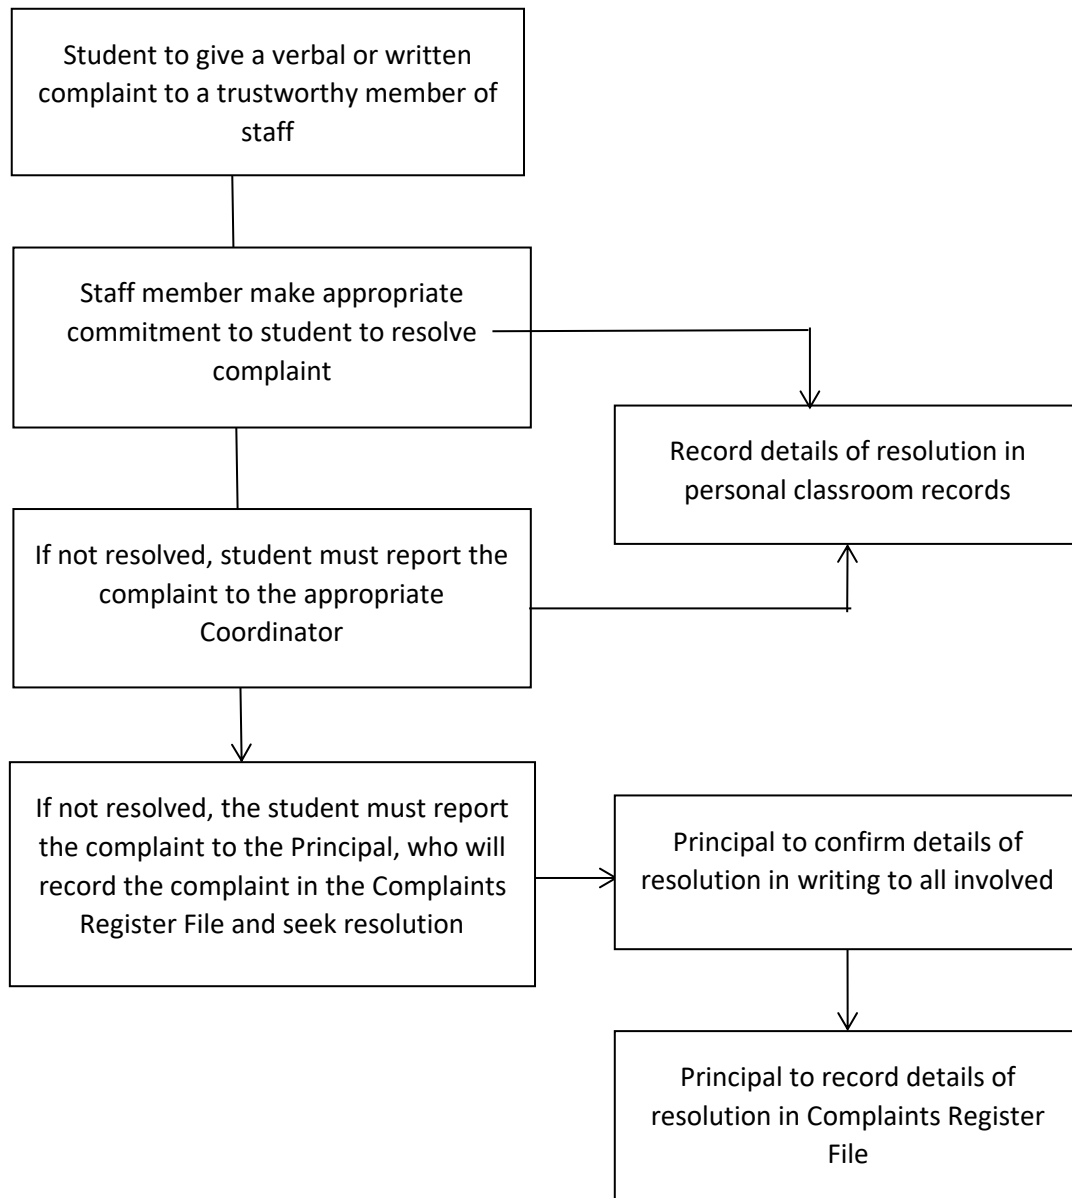 Student to give a verbal or written
complaint to a trustworthy member of
staff
Staff member make appropriate
commitment to student to resolve
complaint
Record details of resolution in
personal classroom records
If not resolved, student must report the
complaint to the appropriate
Coordinator
If not resolved, the student must report
the complaint to the Principal, who will
record the complaint in the Complaints
Register File and seek resolution
Principal to confirm details of
resolution in writing to all involved
Principal to record details of
resolution in Complaints Register
File